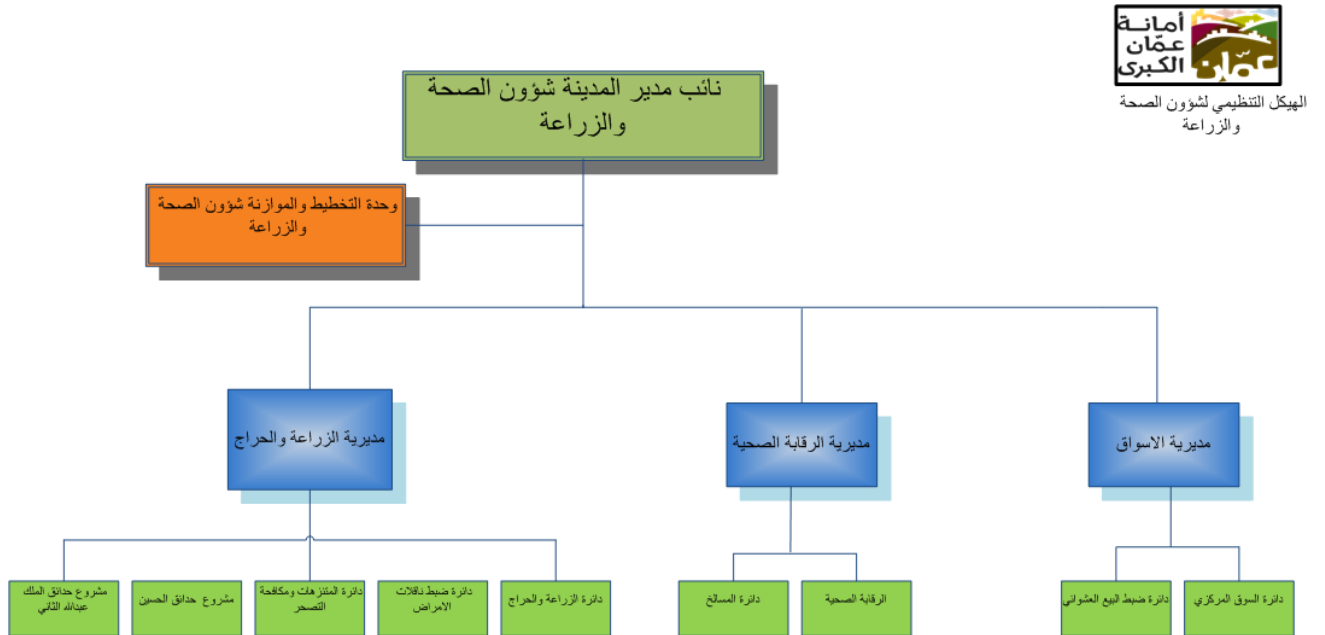 أمانة
عمّان
الكبرى
عمّان
الهيكل التنظيمي لشؤون الصحة
والزراعة
نائب مدير المدينة شؤون الصحة
والزراعة
وحدة التخطيط والموازنة شؤون الصحة
والزراعة
مديرية الاسواق
مديرية الرقابة الصحية
مديرية الزراعة والحراج
دائرة السوق المركزي
دائرة ضبط البيع العشوائي
الرقابة الصحية
دائرة المسالخ
دائرة الزراعة والحراج
دائرة ضبط ناقلات
الامراض
دائرة المتنزهات ومكافحة
التصحر
مشروع حدائق الحسين
مشروع حدائق الملك
عبدالله الثاني